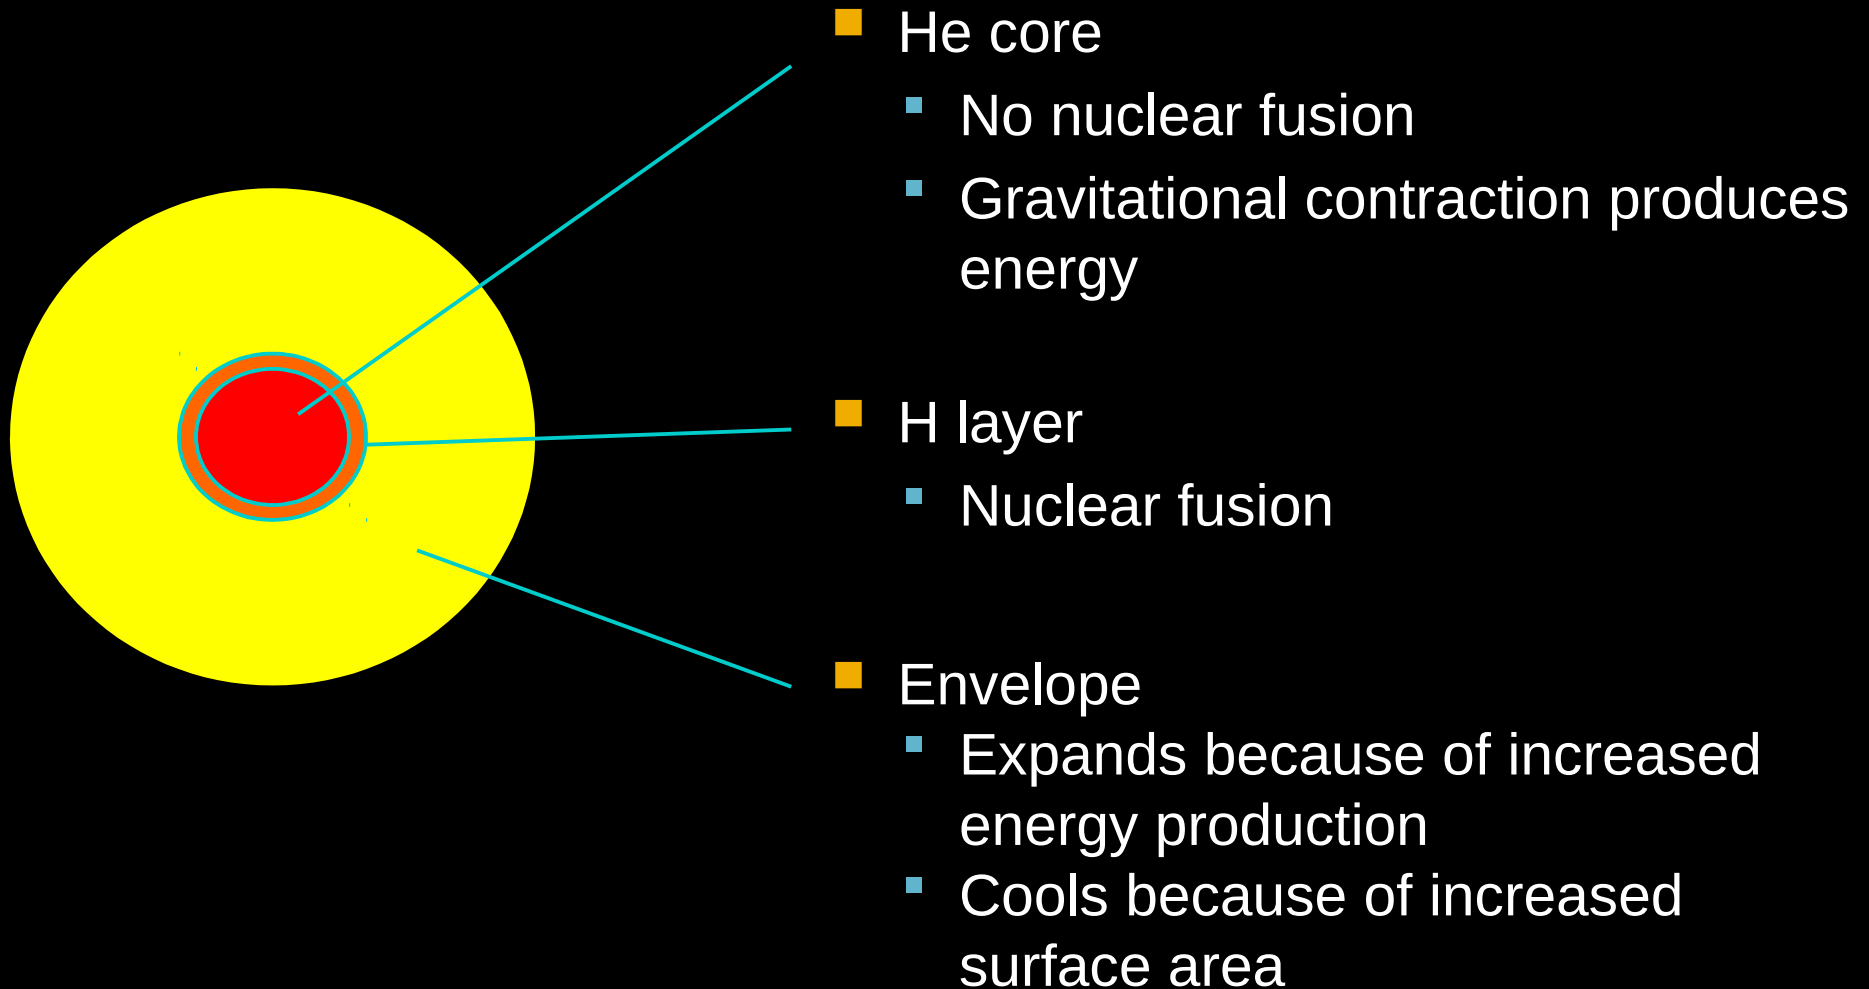 He core
No nuclear fusion
Gravitational contraction produces
energy
H layer
Nuclear fusion
Envelope
Expands because of increased
energy production
Cools because of increased
surface area